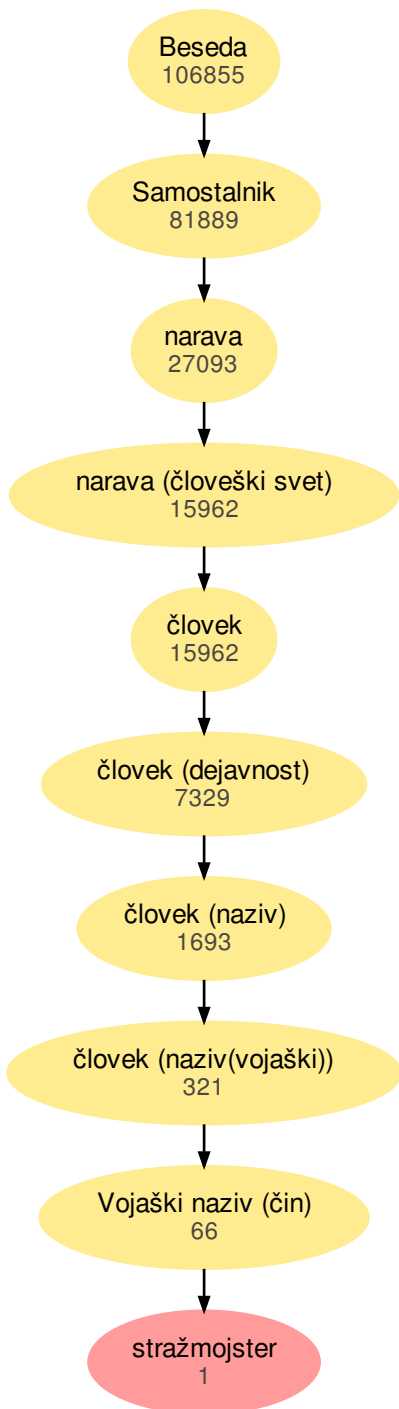 Beseda
106855
Samostalnik
81889
narava
27093
narava (človeški svet)
15962
človek
15962
človek (dejavnost)
7329
človek (naziv)
1693
človek (naziv(vojaški))
321
Vojaški naziv (čin)
66
stražmojster
1